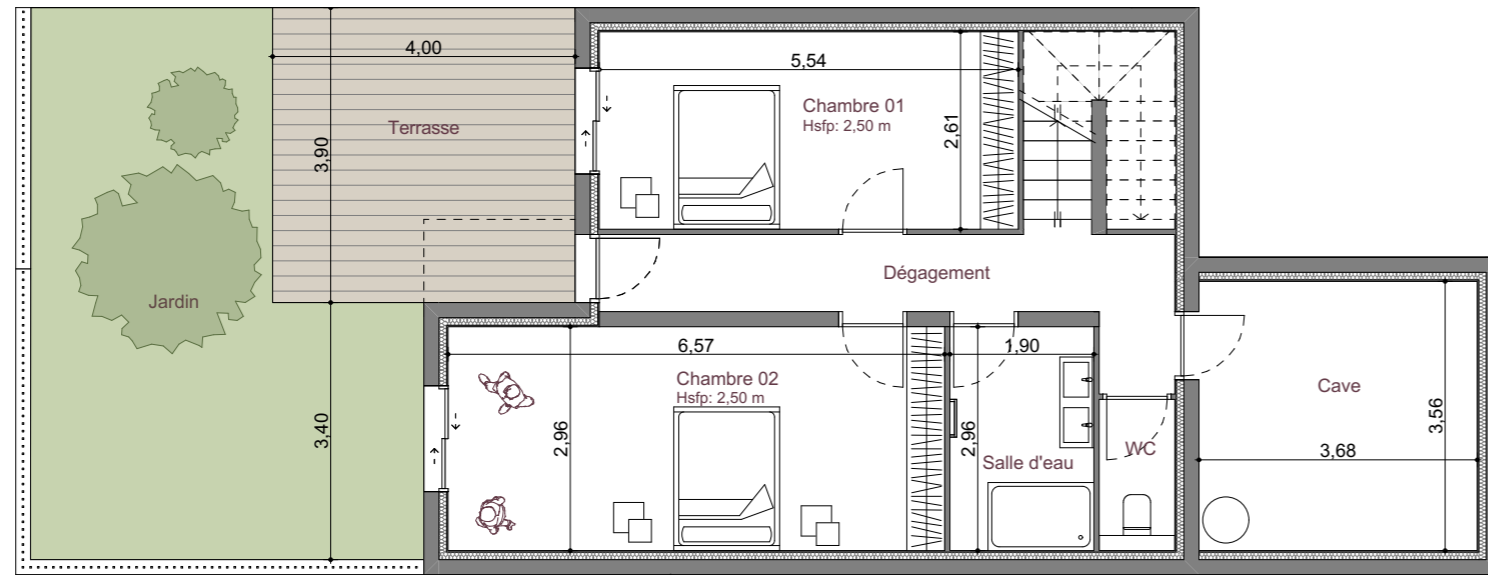 4,00
5,54
Chambre 01
Hsfp: 2,50 m
Terrasse
2,61
3,90
Dégagement
Jardin
6,57
1,90
Chambre 02
Hsfp: 2,50 m
Cave
3,40
2,96
2,96
3,56
WC
3,68
Salle d'eau